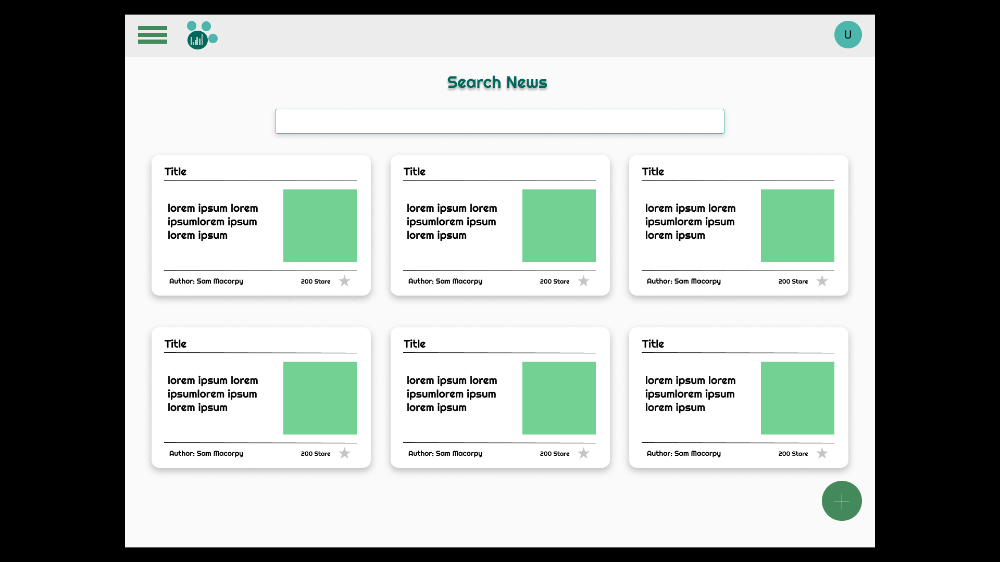 U
Search News
Title
lorem ipsum lorem
ipsumlorem ipsum
lorem ipsum
Author: Sam Macorpy
200 Stare
Title
lorem ipsum lorem
ipsumlorem ipsum
lorem ipsum
Author: Sam Macorpy
200 Stare
Title
lorem ipsum lorem
ipsumlorem ipsum
lorem ipsum
Author: Sam Macorpy
200 Stare
Title
lorem ipsum lorem
ipsumlorem ipsum
lorem ipsum
Author: Sam Macorpy
200 Stare
Title
lorem ipsum lorem
ipsumlorem ipsum
lorem ipsum
Author: Sam Macorpy
200 Stare
Title
lorem ipsum lorem
ipsumlorem ipsum
lorem ipsum
Author: Sam Macorpy
200 Stare